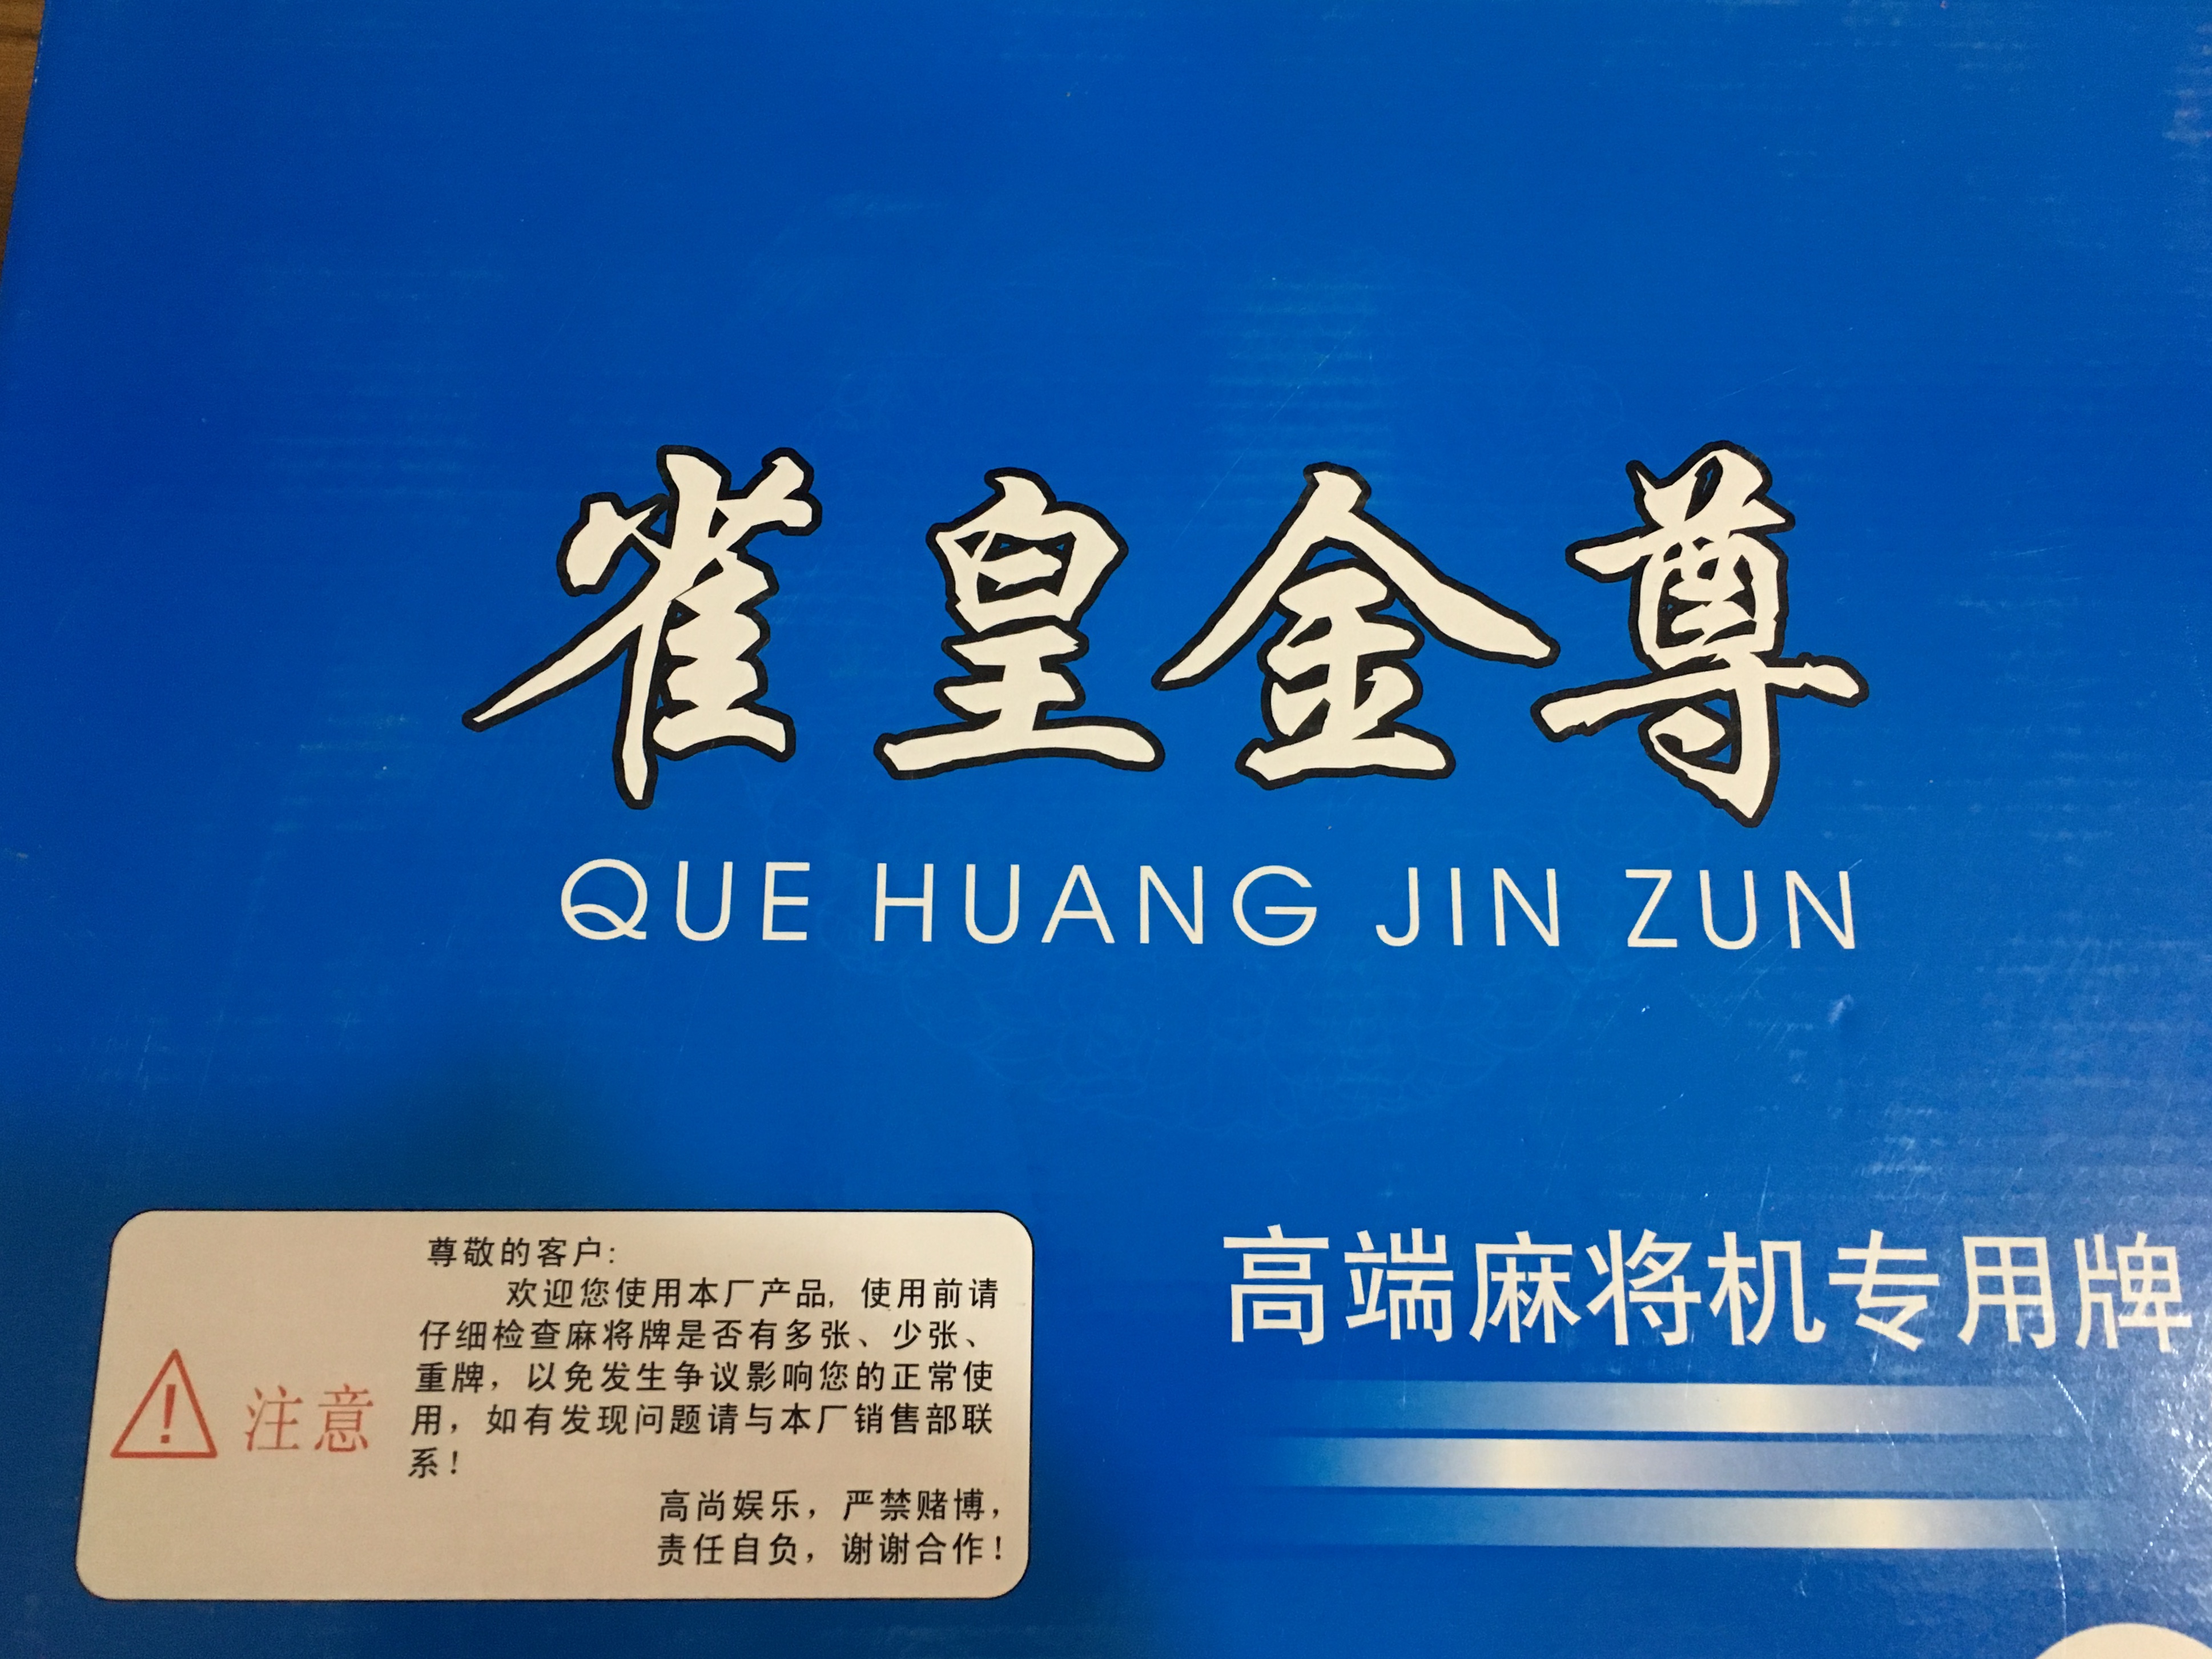 雀皇金尊
QUE HUANG JIN ZUN
尊敬的客户:
欢迎您使用本厂产品, 使用前请
仔细检查麻将牌是否有多张、少张、
重牌，以免发生争议影响您的正常使
用，如有发现问题请与本厂销售部联
系！
高尚娱乐，严禁赌博，
责任自负，谢谢合作！
注意
高端麻将机专用牌